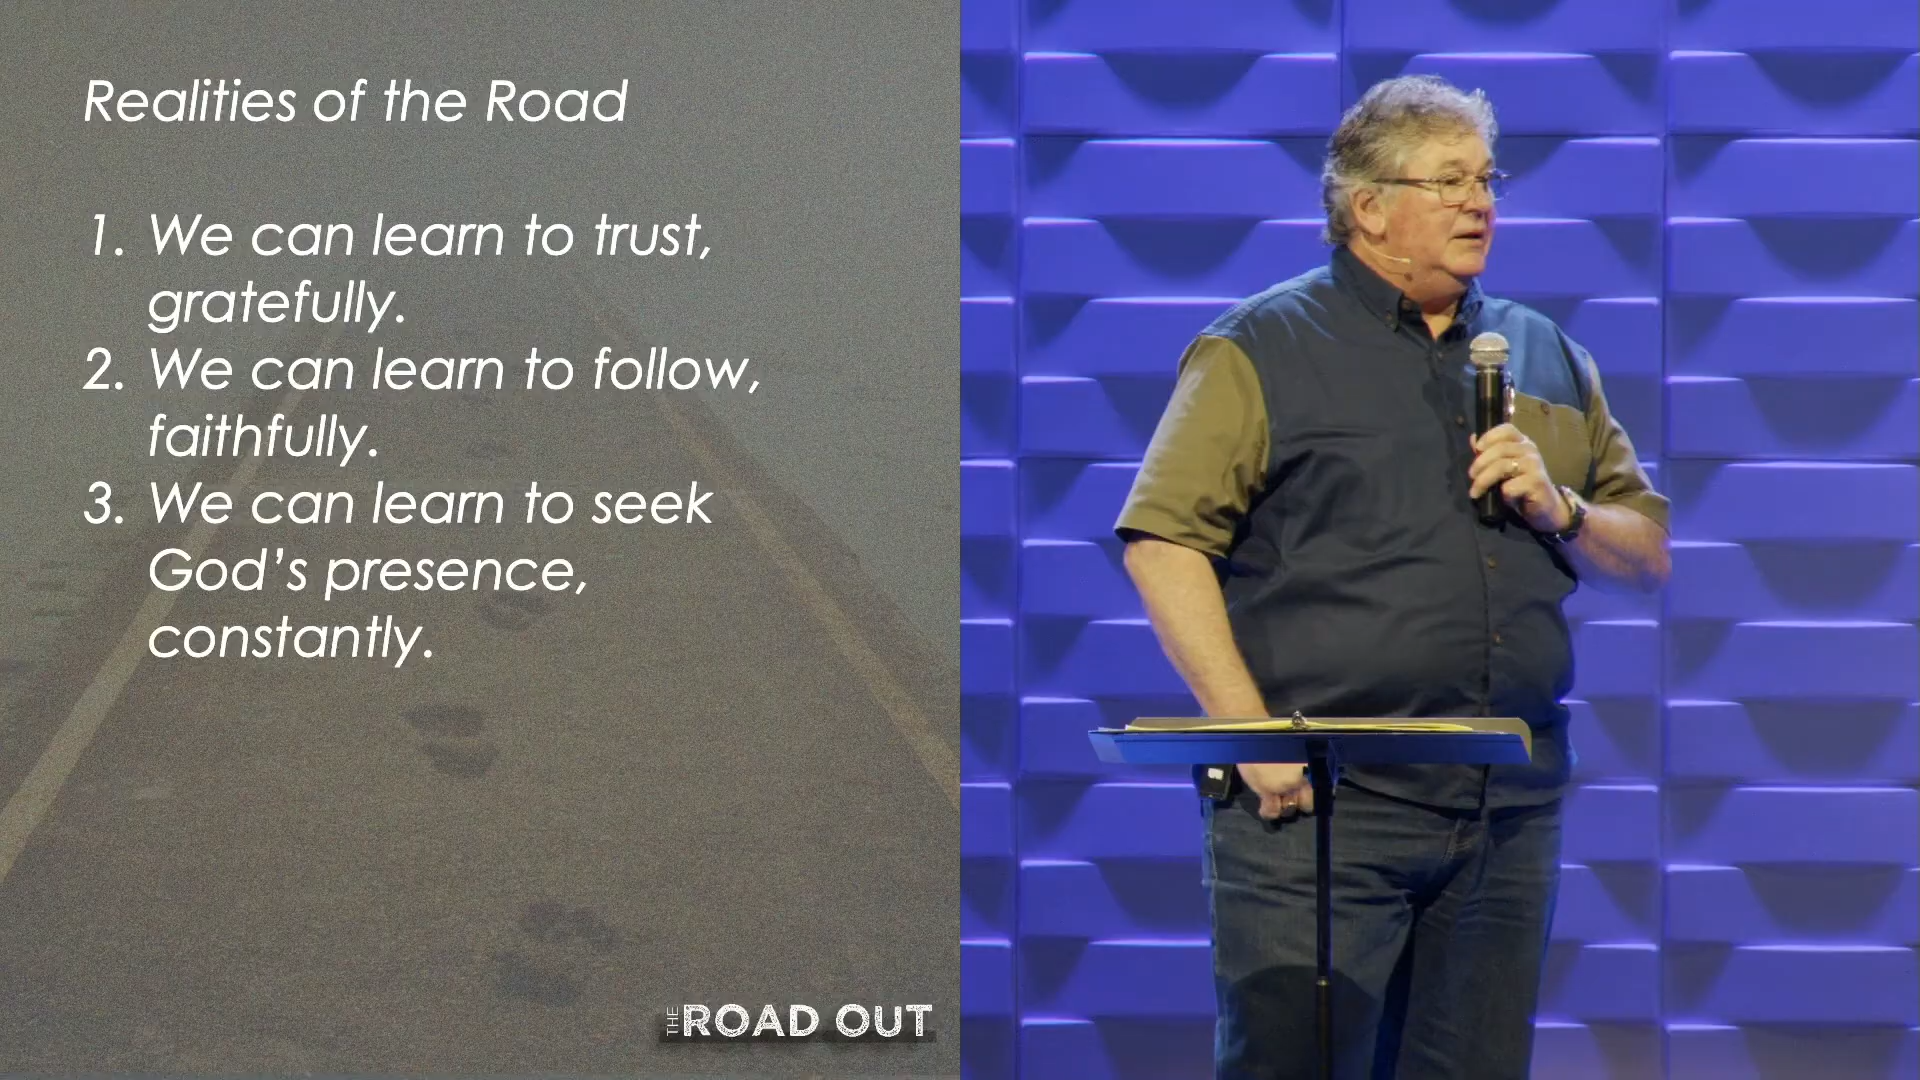 Realities of the Road
1. We can learn to trust,
gratefully.
2. We can learn to follow,
faithfully.
3. We can learn to seek
God’s presence,
constantly.
THE ROAD OUT